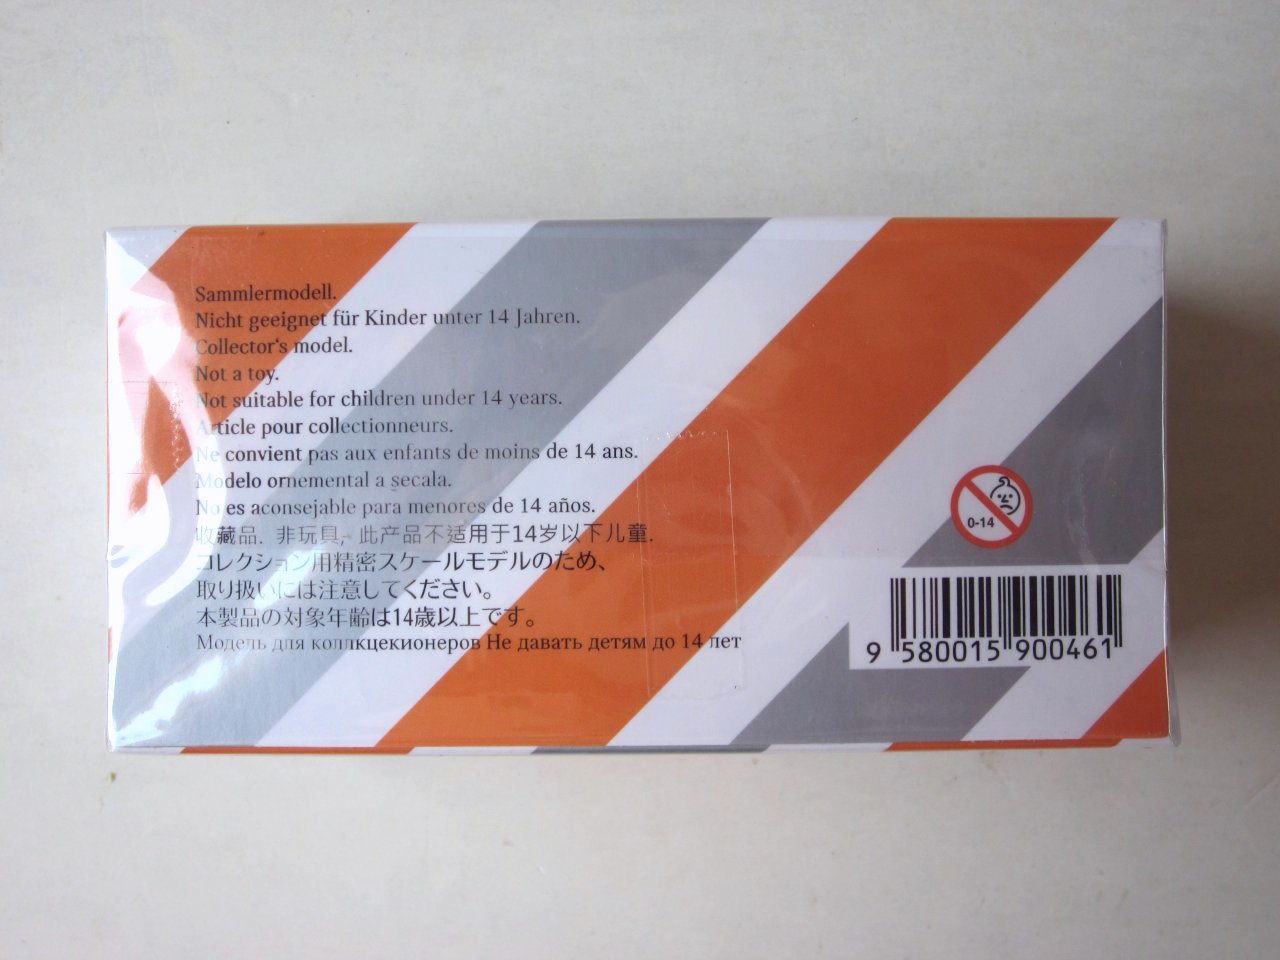 Sammlermodell.
Nicht geeignet für Kinder unter 14 Jahren.
Collector‘s model.
Not a toy.
Not suitable for children under 14 years.
Article pour collectionneurs.
Ne convient pas aux enfants de moins de 14 ans.
Modelo ornemental a secala.
No es aconsejable para menores de 14 años.
收藏品. 非玩具, 此产品不适用于14岁以下儿童.
コレクション用精密スケールモデルのため、
取り扱いには注意してください。
本製品の対象年齢は14歳以上です。
Модель для коллкцекионеров Не давать детям до 14 лет
0-14
9 580015 900461